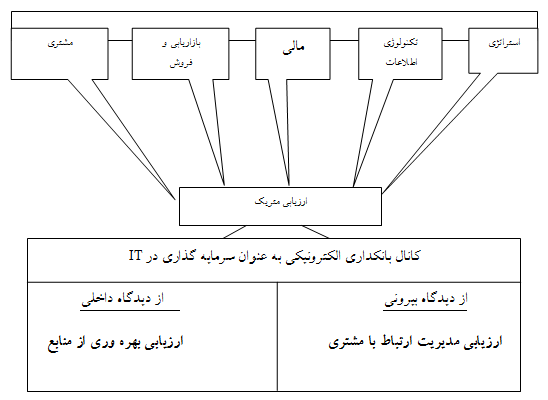 استراتژی
تکنولوژی
اطلاعات
مالی
بازاریابی و
فروش
مشتری
ارزیابی متریک
کانال بانکداری الکترونیکی به عنوان سرمایه گذاری در IT
از دیدگاه بیرونی
ارزیابی مدیریت ارتباط با مشتری
از دیدگاه داخلی
ارزیابی بهره وری از منابع